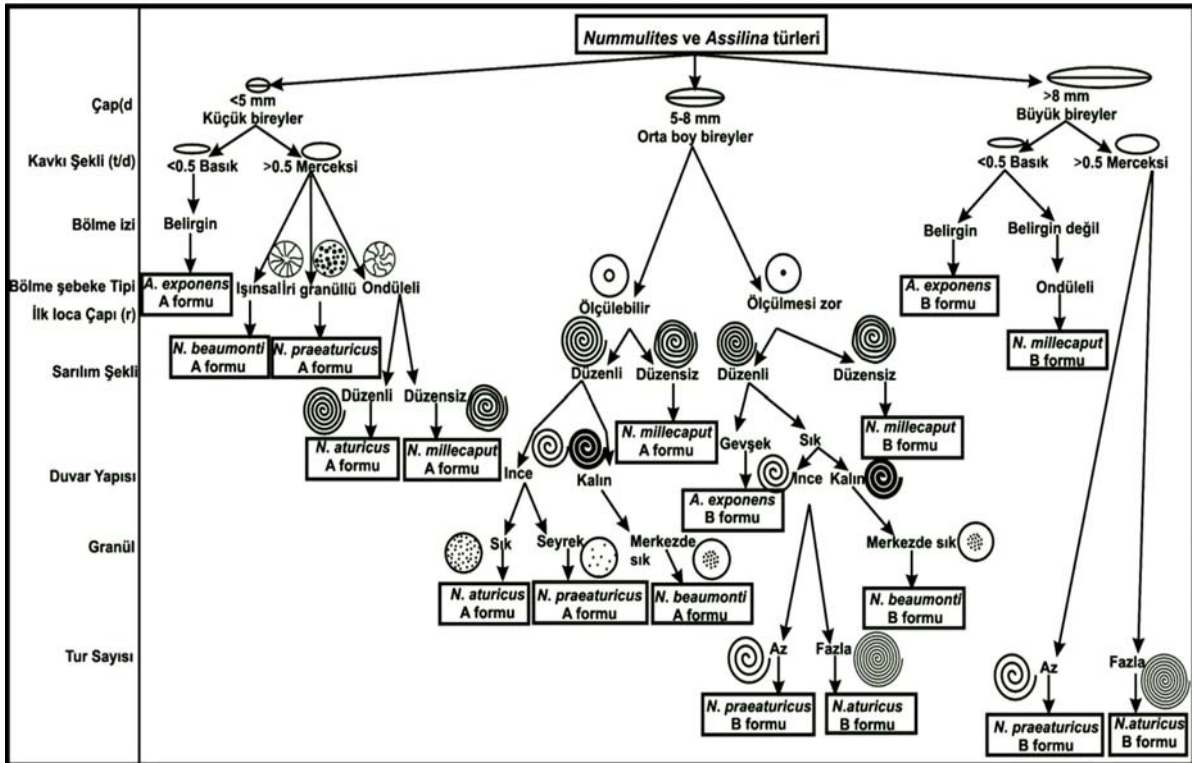 Nummulites ve Assilina türleri
Çap(d
<5 mm
Küçük bireyler
5-8 mm
Orta boy bireyler
>8 mm
Büyük bireyler
Kavkı Şekli (t/d)
<0.5 Basık
>0.5 Merceksi
<0.5 Basık
>0.5 Merceksi
Bölme izi
Belirgin
Belirgin
Belirgin değil
Bölme şebeke Tipi
A. exponens
A formu
Işınsal
İri granüllü
Ondüleli
A. exponens
B formu
Ondüleli
İlk loca Çapı (r)
Ölçülebilir
Ölçülmesi zor
N. beaumonti
A formu
N. praeaturicus
A formu
N. millecaput
B formu
Sarılım Şekli
Düzenli
Düzensiz
Düzenli
Düzensiz
Düzenli
Düzensiz
N. aturicus
A formu
N. millecaput
A formu
N. millecaput
A formu
N. millecaput
B formu
Gevşek
Sık
Duvar Yapısı
Ince
Kalın
Ince
Kalın
A. exponens
B formu
Granül
Sık
Seyrek
Merkezde
sık
Merkezde sık
N. aturicus
A formu
N. praeaturicus
A formu
N. beaumonti
A formu
N. beaumonti
B formu
Tur Sayısı
Az
Fazla
Az
Fazla
N. praeaturicus
B formu
N.aturicus
B formu
N. praeaturicus
B formu
N.aturicus
B formu